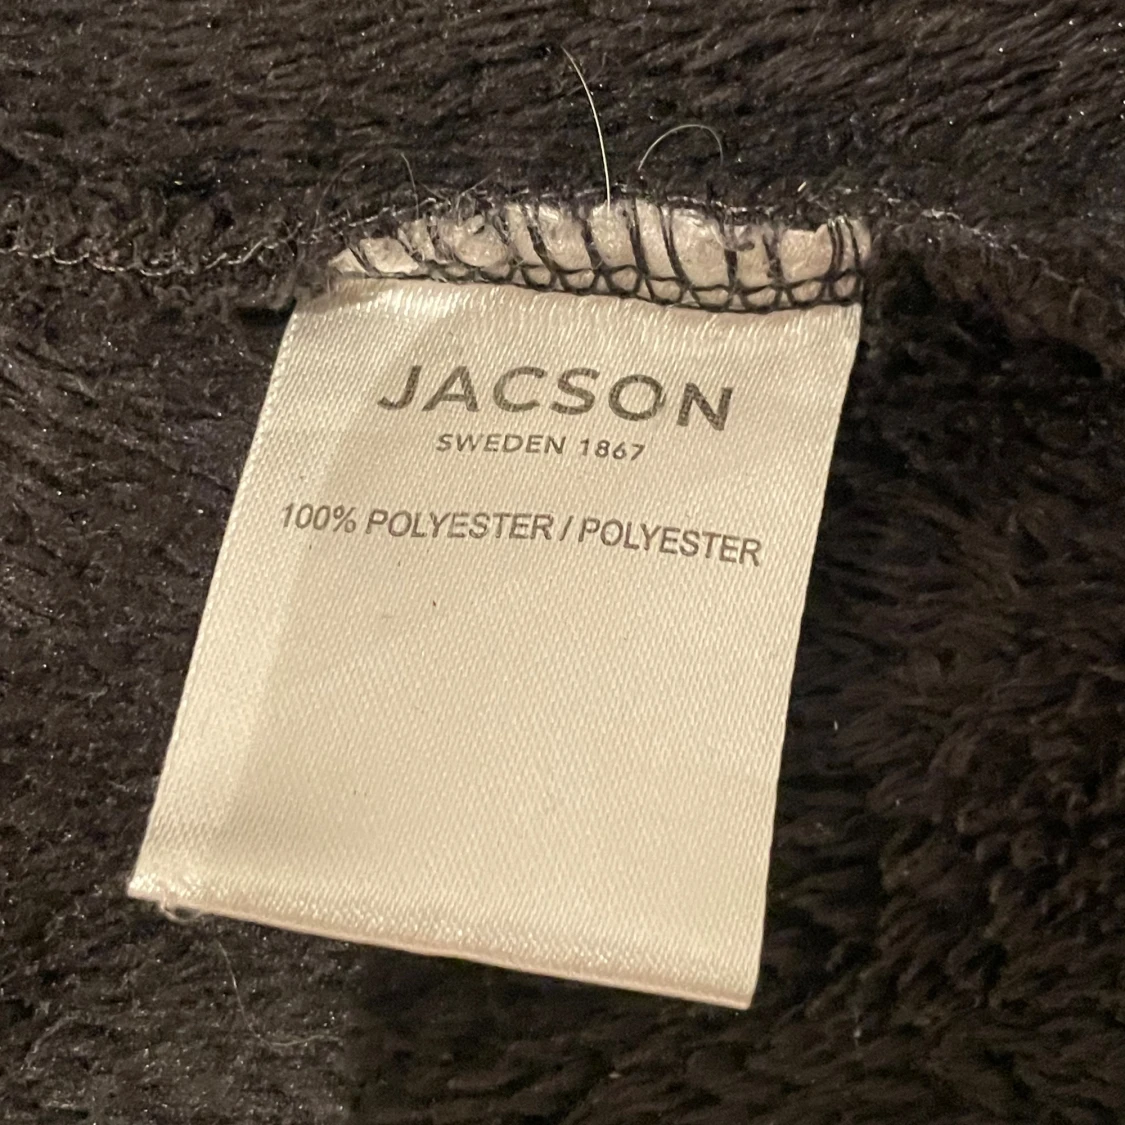 JACSON
SWEDEN 1867
100% POLYESTER / POLYESTER